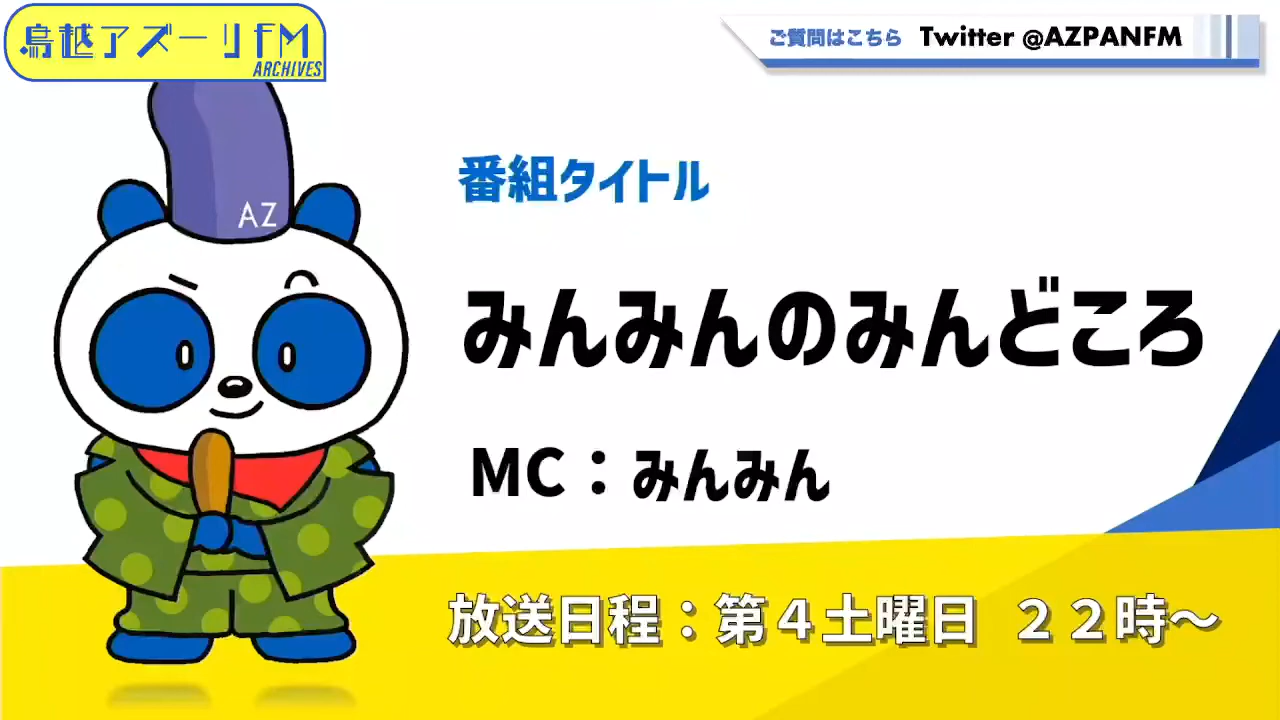 鳥越アズーリFM
ARCHIVES
ご質問はこちら Twitter @AZPANFM
AZ
番組タイトル
みんみんのみんどころ
MC：みんみん
放送日程：第４土曜日 ２２時～